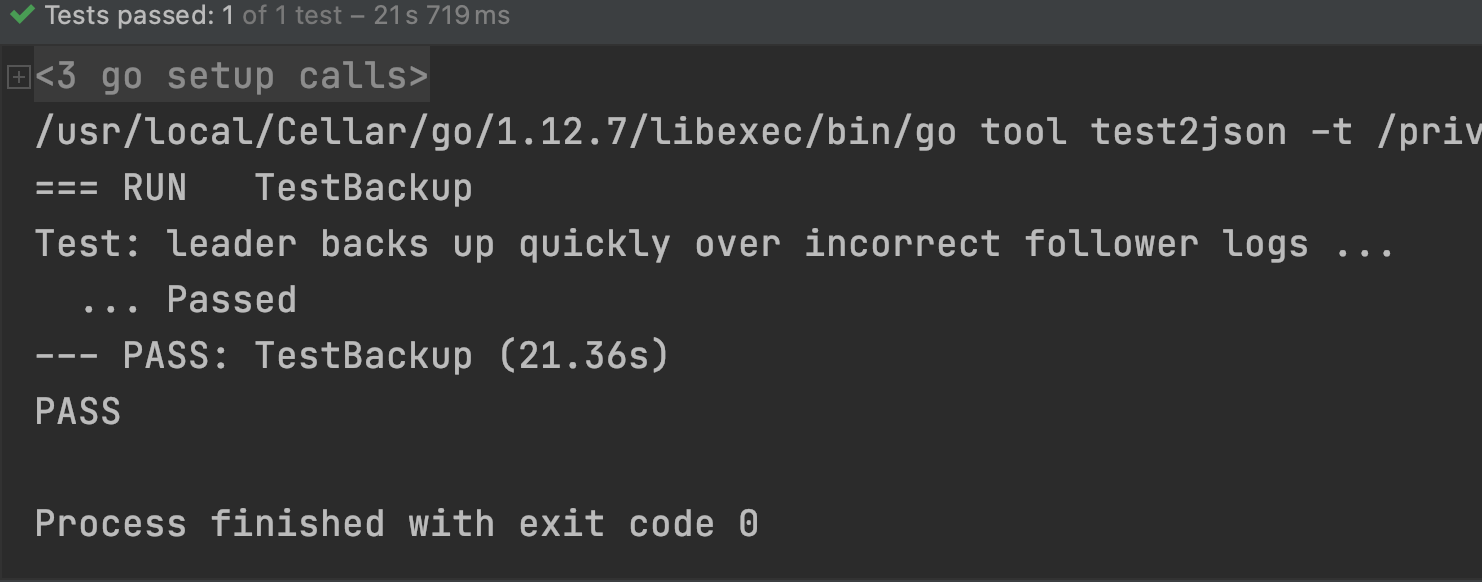 Tests passed: 1 of 1 test – 21 s 719 ms
<3 go setup calls>
/usr/local/Cellar/go/1.12.7/libexec/bin/go tool test2json -t /priv
=== RUN   TestBackup
Test: leader backs up quickly over incorrect follower logs ...
  ... Passed
--- PASS: TestBackup (21.36s)
PASS
Process finished with exit code 0